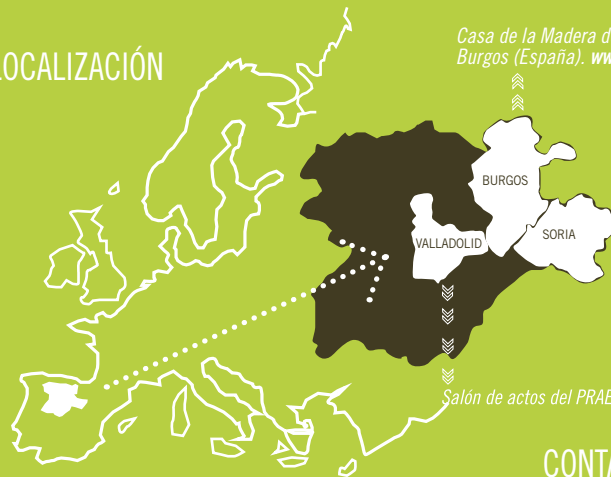 LOCALIZACIÓN
Casa de la Madera d
Burgos (España). ww
BURGOS
SORIA
VALLADOLID
Salón de actos del PRAE
CONTA